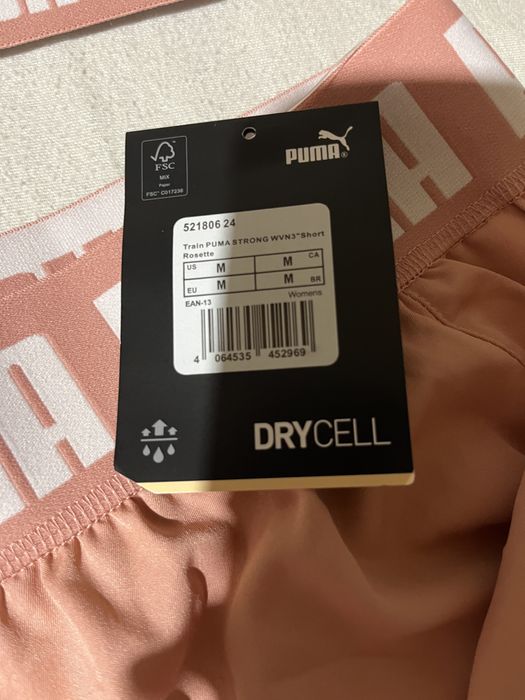 FSC
MIX
Paper
FSC® C017238
PUMA®
521806 24
Train PUMA STRONG WVN3"Short
Rosette
US M M CA
EU M M BR
EAN-13 Womens
4 064535 452969
DRYCELL